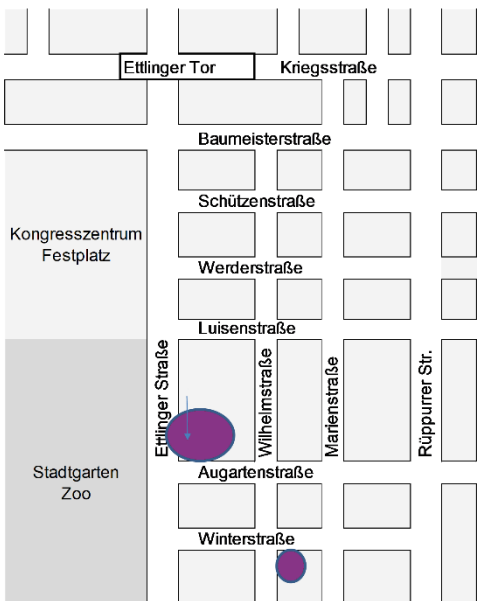 Ettlinger Tor
Kriegsstraße
Baumeisterstraße
Schützenstraße
Kongresszentrum
Festplatz
Werderstraße
Luisenstraße
Ettlinger Straße
Wilhelmstraße
Marienstraße
Rüppurrer Str.
Stadtgarten
Zoo
Augartenstraße
Winterstraße